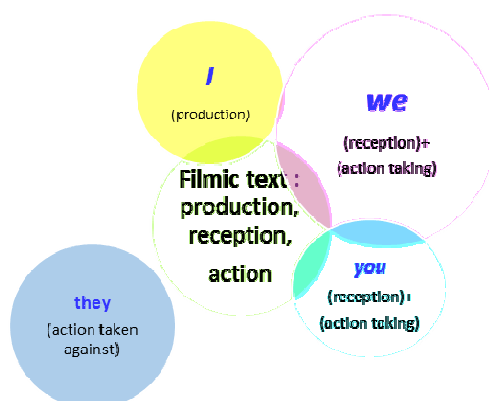 I
(production)
we
(reception)+
(action taking)
Filmic text :
production,
reception,
action
you
(reception)+
(action taking)
they
(action taken
against)